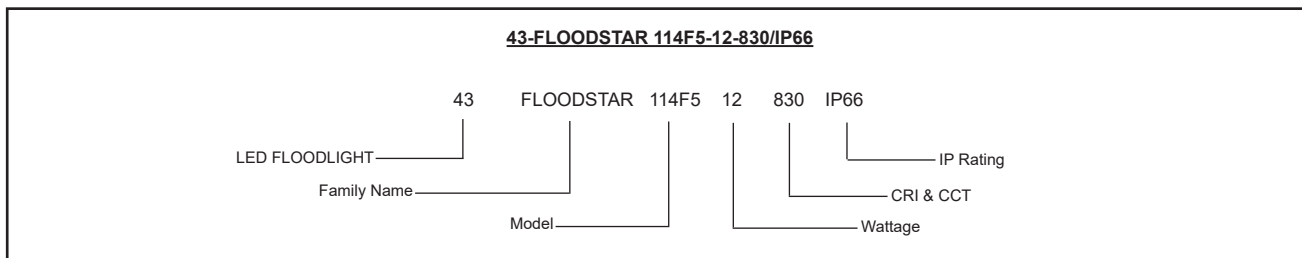 43-FLOODSTAR 114F5-12-830/IP66
43 FLOODSTAR 114F5 12 830 IP66
LED FLOODLIGHT IP Rating
Family Name CRI & CCT
Model Wattage